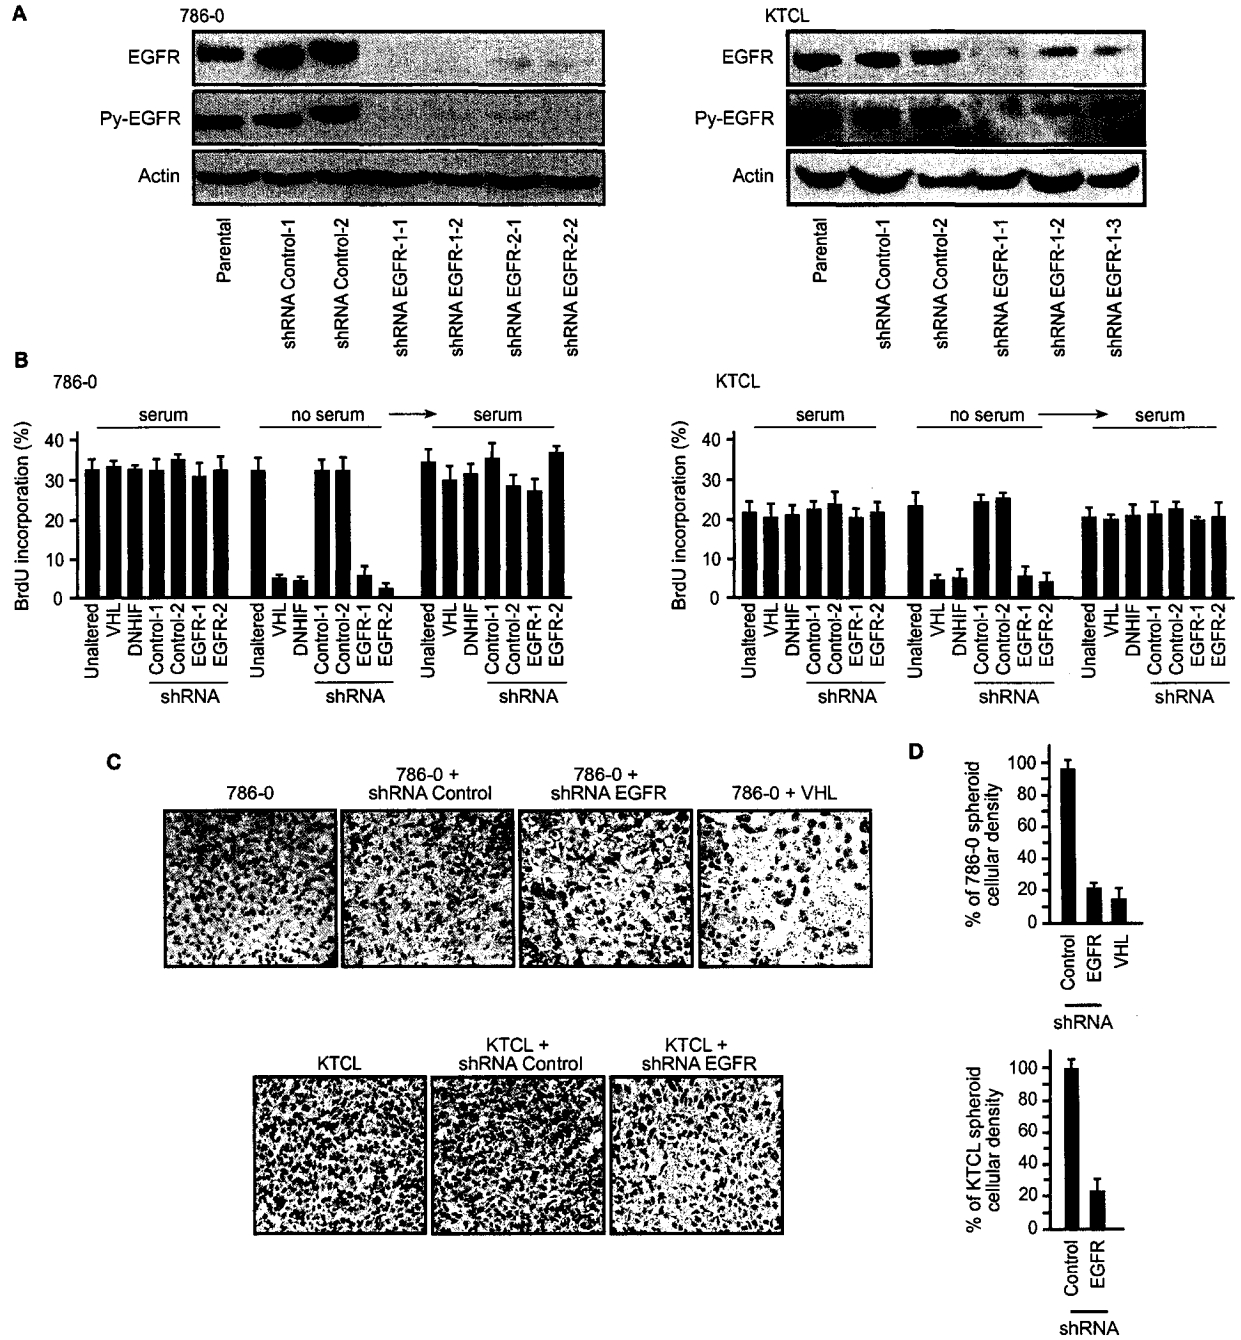 A
786-0
EGFR
Py-EGFR
Actin
Parental
shRNA Control-1
shRNA Control-2
shRNA EGFR-1-1
shRNA EGFR-1-2
shRNA EGFR-2-1
shRNA EGFR-2-2
KTCL
EGFR
Py-EGFR
Actin
Parental
shRNA Control-1
shRNA Control-2
shRNA EGFR-1-1
shRNA EGFR-1-2
shRNA EGFR-1-3
B
786-0
serum
no serum
serum
BrdU incorporation (%)
40
30
20
10
0
Unaltered
VHL
DNHIF
Control-1
Control-2
EGFR-1
EGFR-2
Unaltered
VHL
DNHIF
Control-1
Control-2
EGFR-1
EGFR-2
Unaltered
VHL
DNHIF
Control-1
Control-2
EGFR-1
EGFR-2
shRNA
shRNA
shRNA
KTCL
serum
no serum
serum
BrdU incorporation (%)
40
30
20
10
0
Unaltered
VHL
DNHIF
Control-1
Control-2
EGFR-1
EGFR-2
Unaltered
VHL
DNHIF
Control-1
Control-2
EGFR-1
EGFR-2
Unaltered
VHL
DNHIF
Control-1
Control-2
EGFR-1
EGFR-2
shRNA
shRNA
shRNA
C
786-0
786-0 +
shRNA Control
786-0 +
shRNA EGFR
786-0 + VHL
KTCL
KTCL +
shRNA Control
KTCL +
shRNA EGFR
D
% of 786-0 spheroid
cellular density
100
80
60
40
20
0
Control
EGFR
VHL
shRNA
% of KTCL spheroid
cellular density
100
80
60
40
20
0
Control
EGFR
shRNA